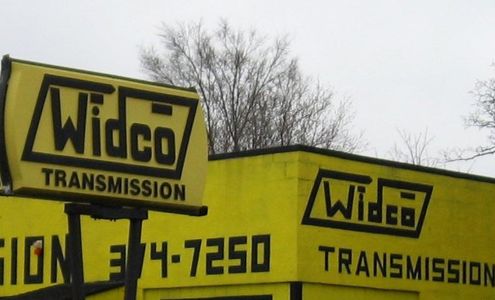 Widco
TRANSMISSION
Widco
TRANSMISSION
SION 374-7250